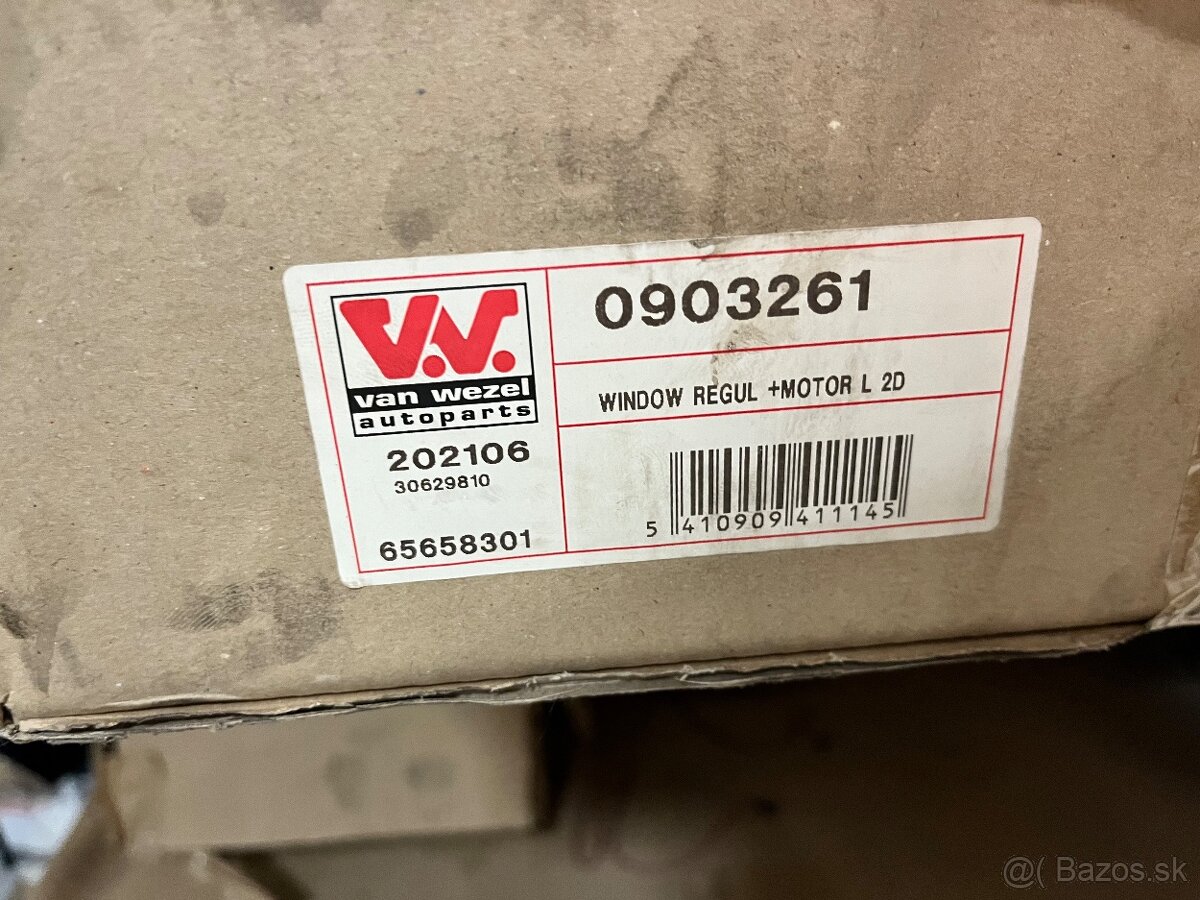 V.W.
van wezel
autoparts
202106
30629810
65658301
0903261
WINDOW REGUL +MOTOR L 2D
5 410909 411145
@( Bazos.sk